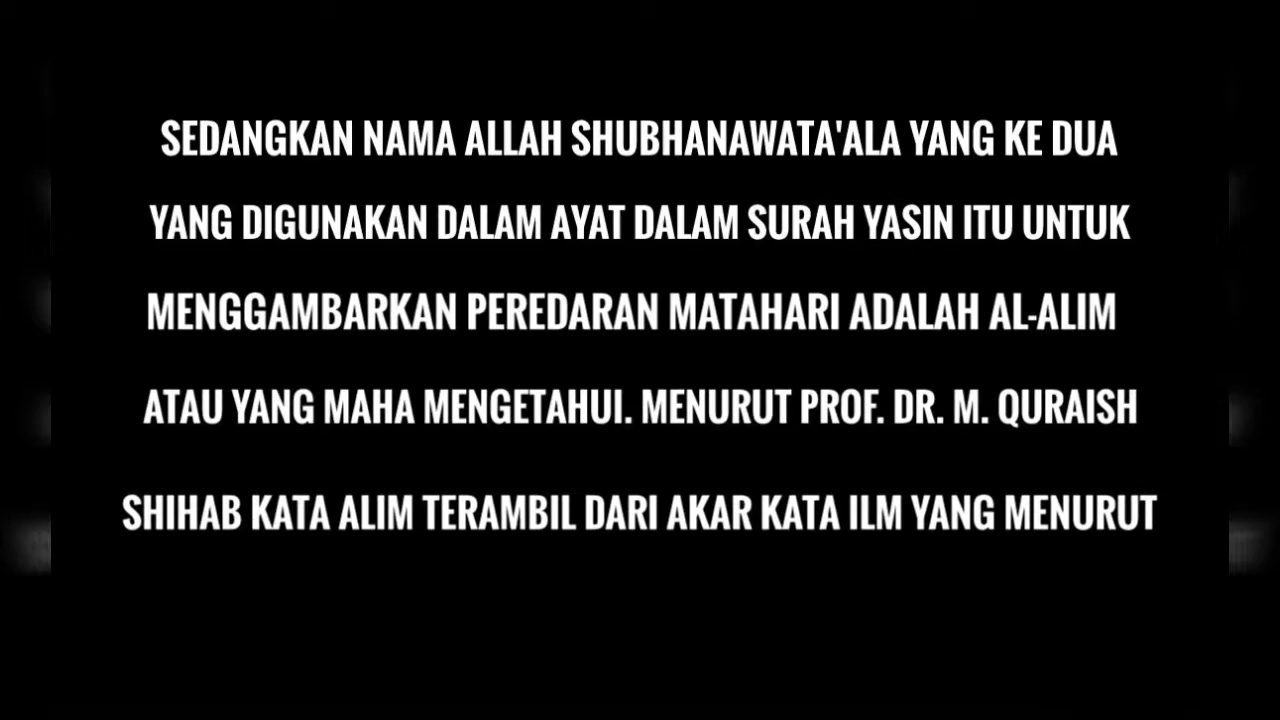 SEDANGKAN NAMA ALLAH SHUBHANAWATA'ALA YANG KE DUA
YANG DIGUNAKAN DALAM AYAT DALAM SURAH YASIN ITU UNTUK
MENGGAMBARKAN PEREDARAN MATAHARI ADALAH AL-ALIM
ATAU YANG MAHA MENGETAHUI. MENURUT PROF. DR. M. QURAISH
SHIHAB KATA ALIM TERAMBIL DARI AKAR KATA ILM YANG MENURUT